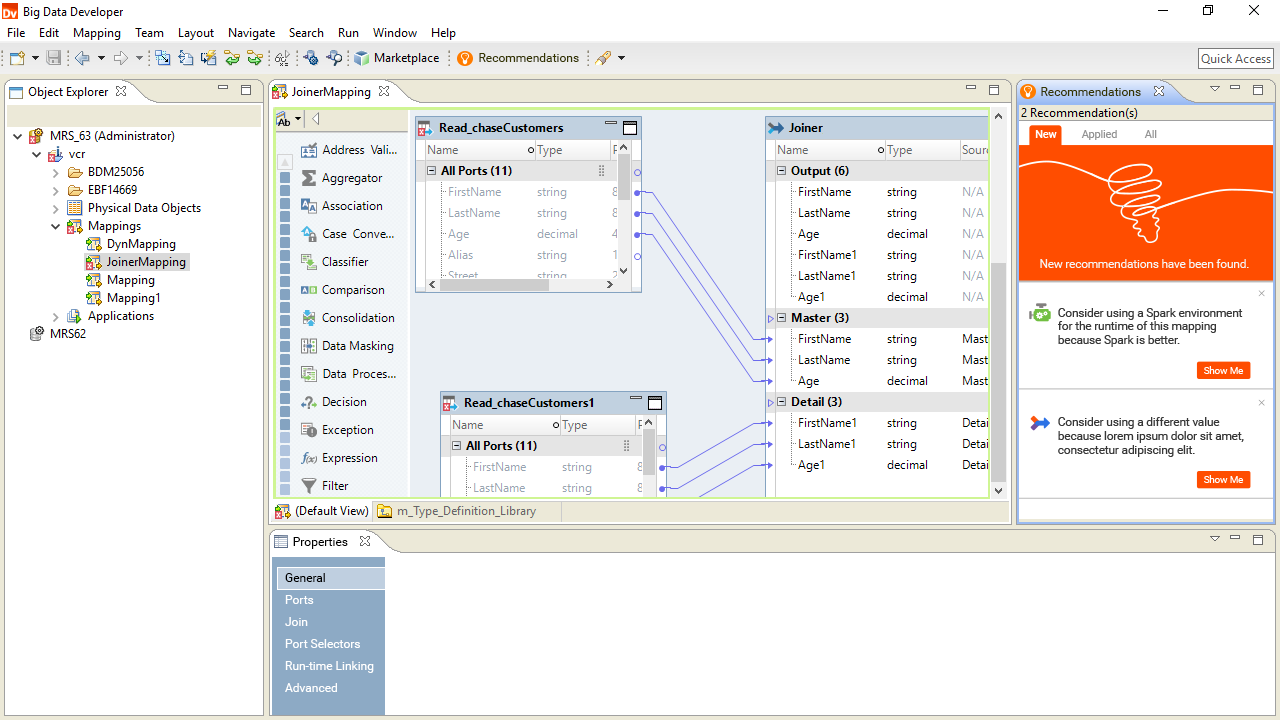 Dv Big Data Developer
File Edit Mapping Team Layout Navigate Search Run Window Help
Marketplace Recommendations Quick Access
Object Explorer
MRS_63 (Administrator)
vcr
BDM25056
EBF14669
Physical Data Objects
Mappings
DynMapping
JoinerMapping
Mapping
Mapping1
Applications
MRS62
JoinerMapping
Ab
Address Vali...
Aggregator
Association
Case Conve...
Classifier
Comparison
Consolidation
Data Masking
Data Proces...
Decision
Exception
Expression
Filter
Read_chaseCustomers
Name Type
All Ports (11)
FirstName string 8
LastName string 8
Age decimal 4
Alias string 1
Street string 2
Read_chaseCustomers1
Name Type
All Ports (11)
FirstName string 8
LastName string 8
Joiner
Name Type Sour
Output (6)
FirstName string N/A
LastName string N/A
Age decimal N/A
FirstName1 string N/A
LastName1 string N/A
Age1 decimal N/A
Master (3)
FirstName string Mast
LastName string Mast
Age decimal Mast
Detail (3)
FirstName1 string Detai
LastName1 string Detai
Age1 decimal Detai
(Default View) m_Type_Definition_Library
Recommendations
2 Recommendation(s)
New Applied All
New recommendations have been found.
Consider using a Spark environment
for the runtime of this mapping
because Spark is better.
Show Me
Consider using a different value
because lorem ipsum dolor sit amet,
consectetur adipiscing elit.
Show Me
Properties
General
Ports
Join
Port Selectors
Run-time Linking
Advanced